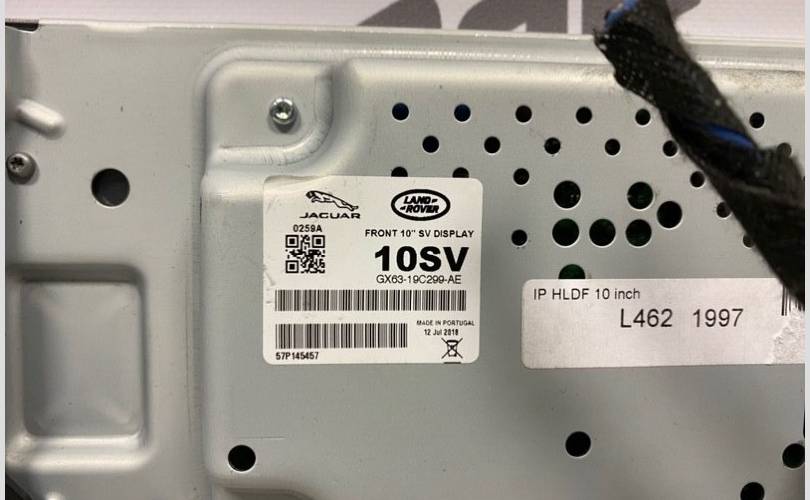 JAGUAR
LAND ROVER
0259A
FRONT 10" SV DISPLAY
10SV
GX63-19C299-AE
MADE IN PORTUGAL
12 Jul 2018
57P145457
IP HLDF 10 inch
L462 1997